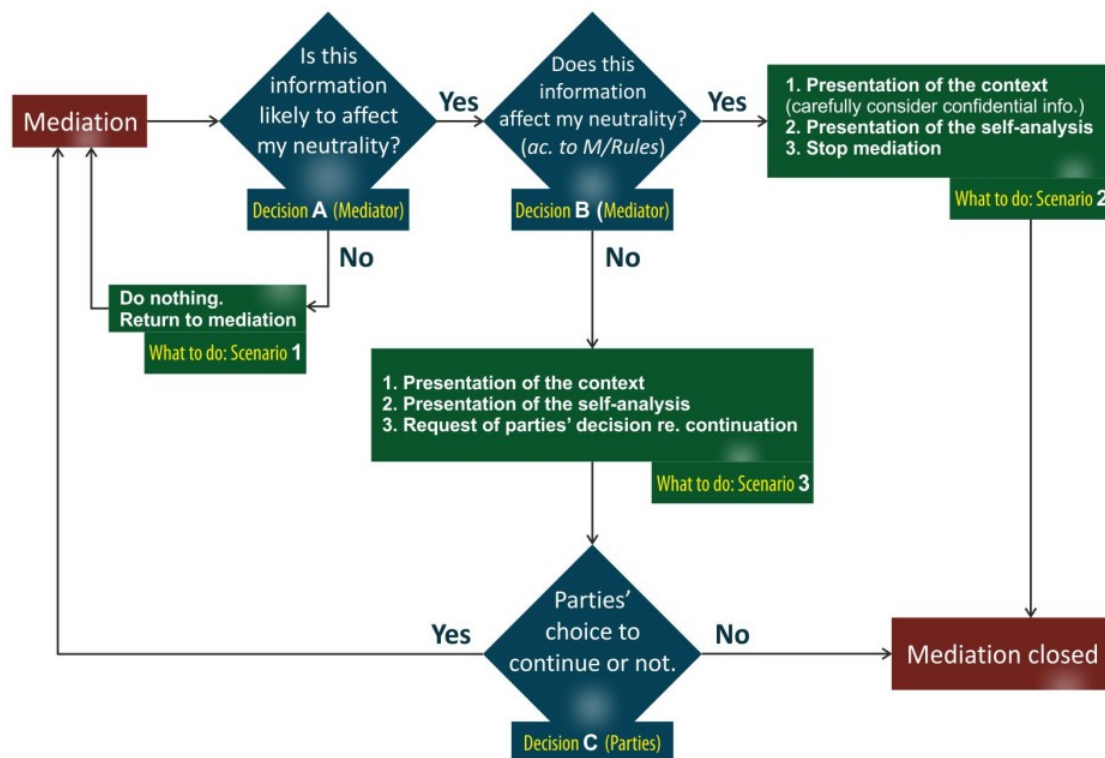 Mediation
Is this
information
likely to affect
my neutrality?
Decision A (Mediator)
Yes
Does this
information
affect my neutrality?
(ac. to M/Rules)
Decision B (Mediator)
Yes
1. Presentation of the context
(carefully consider confidential info.)
2. Presentation of the self-analysis
3. Stop mediation
What to do: Scenario 2
No
Do nothing.
Return to mediation
What to do: Scenario 1
No
1. Presentation of the context
2. Presentation of the self-analysis
3. Request of parties' decision re. continuation
What to do: Scenario 3
Parties'
choice to
continue or not.
Decision C (Parties)
Yes
No
Mediation closed